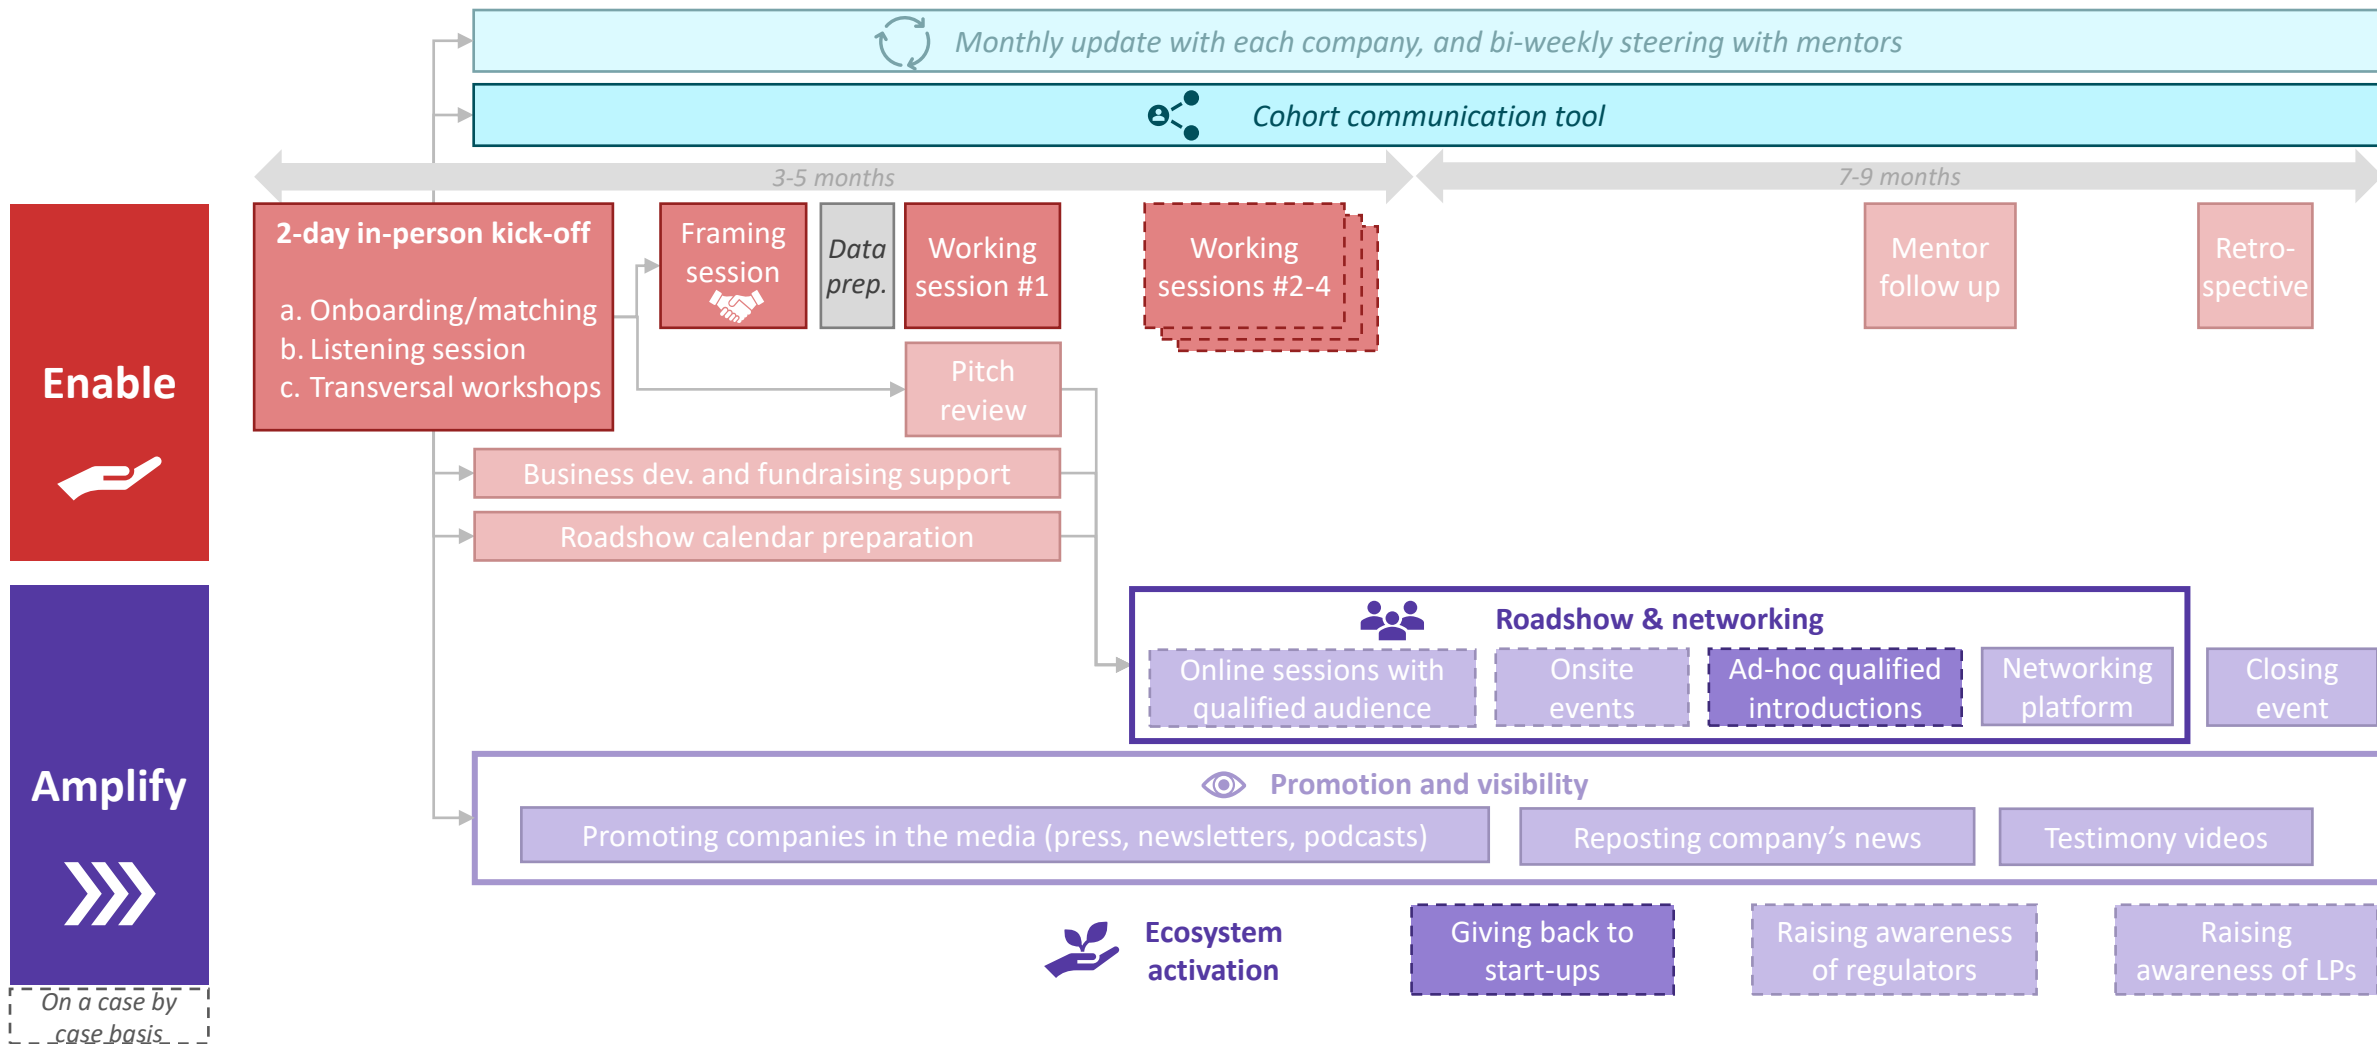 Monthly update with each company, and bi-weekly steering with mentors
Cohort communication tool
3-5 months
7-9 months
Enable
2-day in-person kick-off
a. Onboarding/matching
b. Listening session
c. Transversal workshops
Framing
session
Data
prep.
Working
session #1
Working
sessions #2-4
Mentor
follow up
Retro-
spective
Pitch
review
Business dev. and fundraising support
Roadshow calendar preparation
Amplify
Roadshow & networking
Online sessions with
qualified audience
Onsite
events
Ad-hoc qualified
introductions
Networking
platform
Closing
event
Promotion and visibility
Promoting companies in the media (press, newsletters, podcasts)
Reposting company's news
Testimony videos
Ecosystem
activation
Giving back to
start-ups
Raising awareness
of regulators
Raising
awareness of LPs
On a case by
case basis